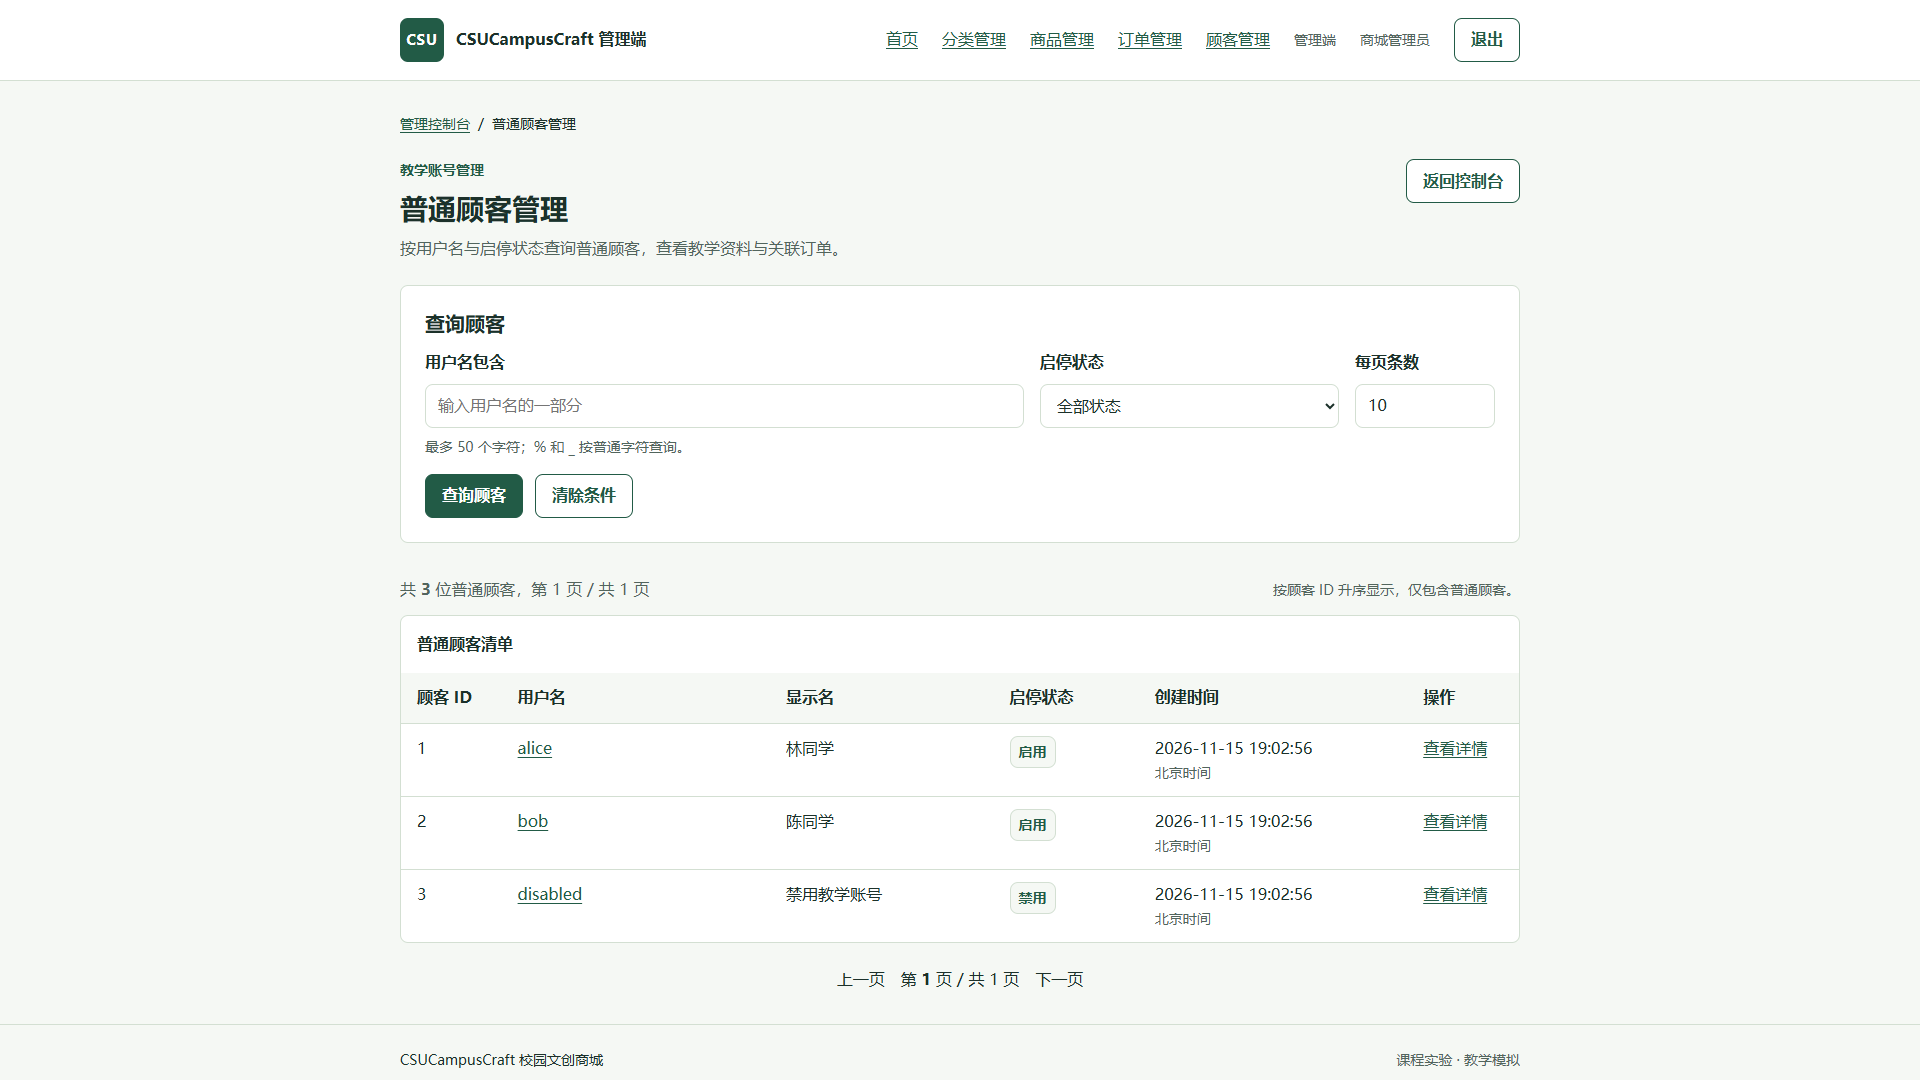 CSU CSUCampusCraft 管理端 首页 分类管理 商品管理 订单管理 顾客管理 管理端 商城管理员 退出
管理控制台 / 普通顾客管理
教学账号管理
返回控制台
普通顾客管理
按用户名与启停状态查询普通顾客，查看教学资料与关联订单。
查询顾客
用户名包含 启停状态 每页条数
输入用户名的一部分 全部状态 10
最多 50 个字符；% 和 _ 按普通字符查询。
查询顾客 清除条件
共 3 位普通顾客，第 1 页 / 共 1 页 按顾客 ID 升序显示，仅包含普通顾客。
普通顾客清单
顾客 ID 用户名 显示名 启停状态 创建时间 操作
1 alice 林同学 启用 2026-11-15 19:02:56 查看详情
北京时间
2 bob 陈同学 启用 2026-11-15 19:02:56 查看详情
北京时间
3 disabled 禁用教学账号 禁用 2026-11-15 19:02:56 查看详情
北京时间
上一页 第 1 页 / 共 1 页 下一页
CSUCampusCraft 校园文创商城 课程实验 · 教学模拟